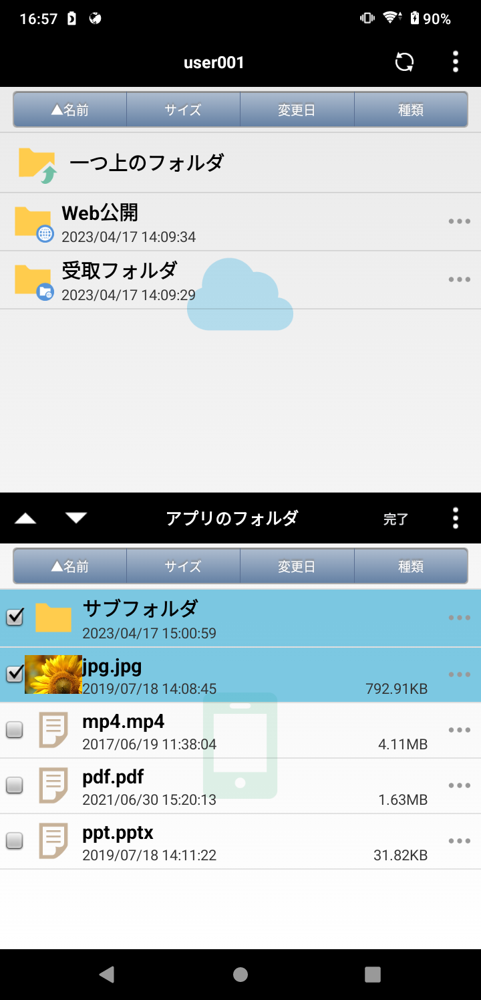 16:57 90%
user001
▲名前 サイズ 変更日 種類
一つ上のフォルダ
Web公開
2023/04/17 14:09:34
受取フォルダ
2023/04/17 14:09:29
アプリのフォルダ 完了
▲名前 サイズ 変更日 種類
サブフォルダ
2023/04/17 15:00:59
jpg.jpg
2019/07/18 14:08:45 792.91KB
mp4.mp4
2017/06/19 11:38:04 4.11MB
pdf.pdf
2021/06/30 15:20:13 1.63MB
ppt.pptx
2019/07/18 14:11:22 31.82KB